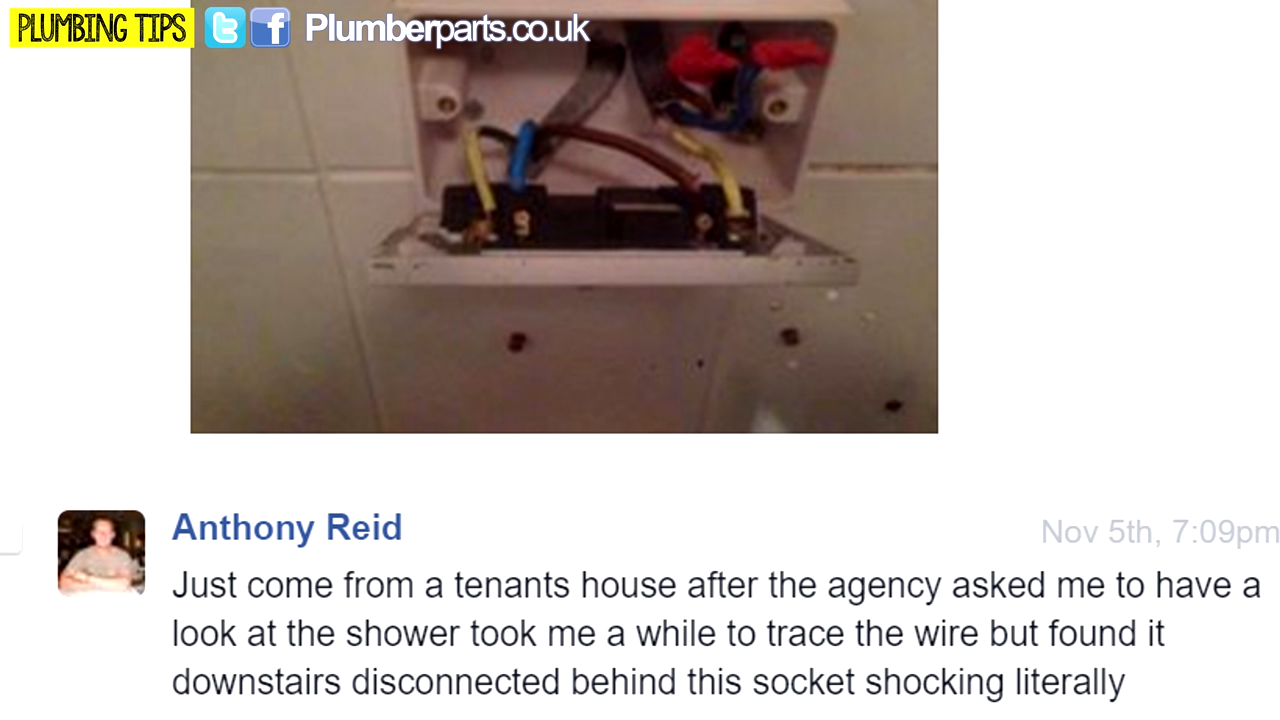 PLUMBING TIPS Plumberparts.co.uk
Anthony Reid Nov 5th, 7:09pm
Just come from a tenants house after the agency asked me to have a
look at the shower took me a while to trace the wire but found it
downstairs disconnected behind this socket shocking literally